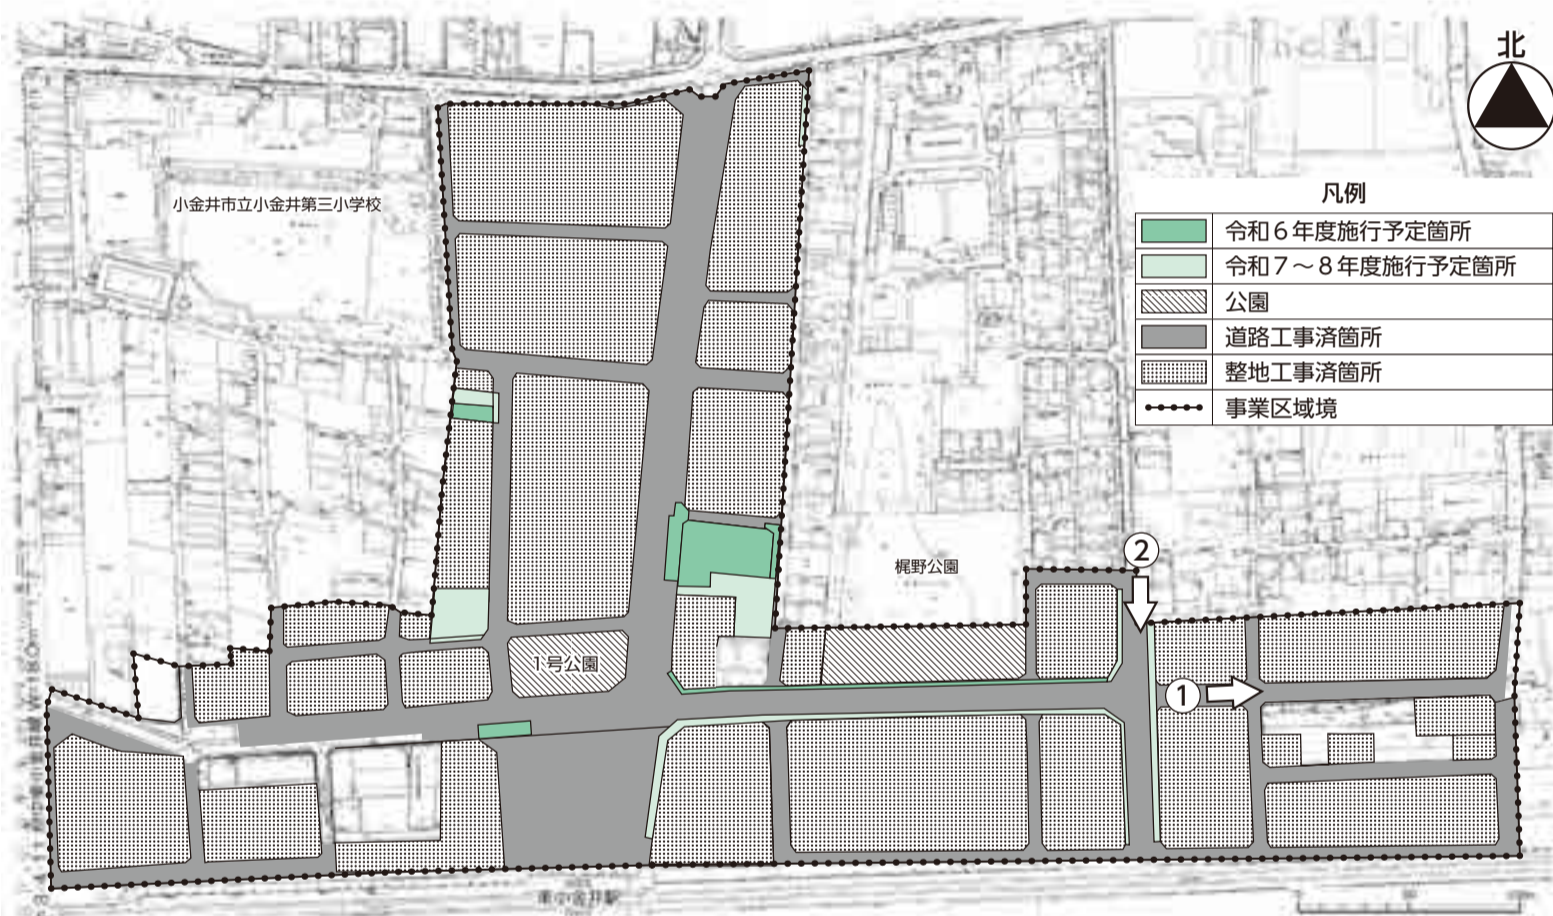 北
小金井市立小金井第三小学校
凡例
令和6年度施行予定箇所
令和7～8年度施行予定箇所
公園
道路工事済箇所
整地工事済箇所
事業区域境
②
梶野公園
1号公園
①
東小金井駅